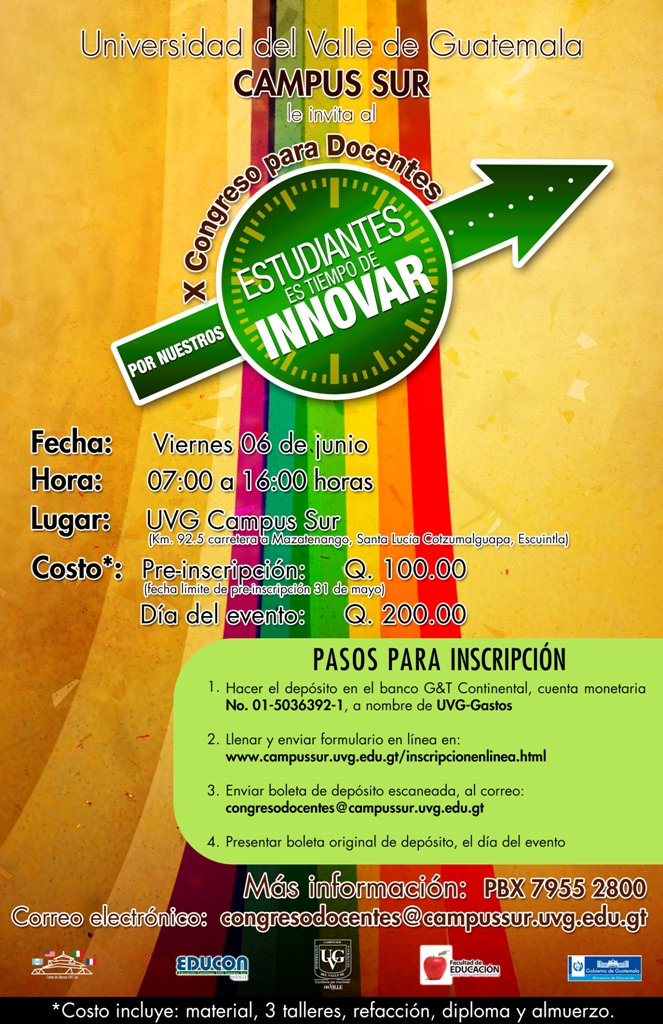 Universidad del Valle de Guatemala
CAMPUS SUR
le invita al
X Congreso para Docentes
POR NUESTROS
ESTUDIANTES
ES TIEMPO DE
INNOVAR
Fecha: Viernes 06 de junio
Hora: 07:00 a 16:00 horas
Lugar: UVG Campus Sur
(Km. 92.5 carretera a Mazatenango, Santa Lucía Cotzumalguapa, Escuintla)
Costo*: Pre-inscripción: Q. 100.00
(fecha límite de pre-inscripción 31 de mayo)
Día del evento: Q. 200.00
PASOS PARA INSCRIPCIÓN
1. Hacer el depósito en el banco G&T Continental, cuenta monetaria
No. 01-5036392-1, a nombre de UVG-Gastos
2. Llenar y enviar formulario en línea en:
www.campussur.uvg.edu.gt/inscripcionenlinea.html
3. Enviar boleta de depósito escaneada, al correo:
congresodocentes@campussur.uvg.edu.gt
4. Presentar boleta original de depósito, el día del evento
Más información: PBX 7955 2800
Correo electrónico: congresodocentes@campussur.uvg.edu.gt
EDUCON
UVG
DEL VALLE
Facultad de
EDUCACIÓN
Gobierno de Guatemala
Ministerio de Educación
*Costo incluye: material, 3 talleres, refacción, diploma y almuerzo.